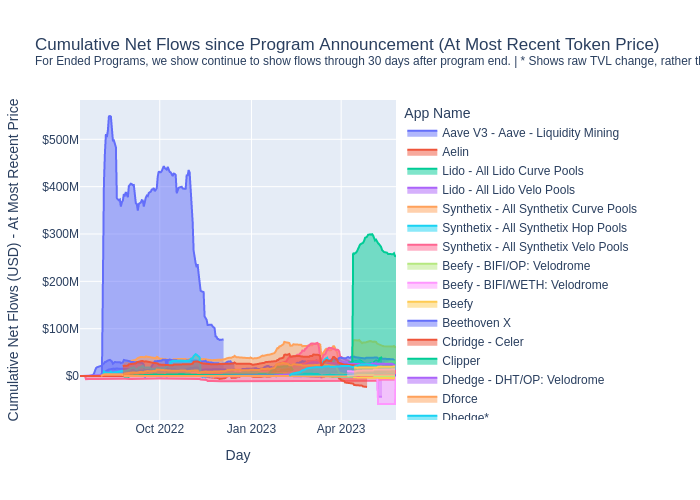 Cumulative Net Flows since Program Announcement (At Most Recent Token Price)
For Ended Programs, we show continue to show flows through 30 days after program end. | * Shows raw TVL change, rather th
Cumulative Net Flows (USD) - At Most Recent Price
$500M
$400M
$300M
$200M
$100M
$0
Oct 2022
Jan 2023
Apr 2023
Day
App Name
Aave V3 - Aave - Liquidity Mining
Aelin
Lido - All Lido Curve Pools
Lido - All Lido Velo Pools
Synthetix - All Synthetix Curve Pools
Synthetix - All Synthetix Hop Pools
Synthetix - All Synthetix Velo Pools
Beefy - BIFI/OP: Velodrome
Beefy - BIFI/WETH: Velodrome
Beefy
Beethoven X
Cbridge - Celer
Clipper
Dhedge - DHT/OP: Velodrome
Dforce
Dhedge*